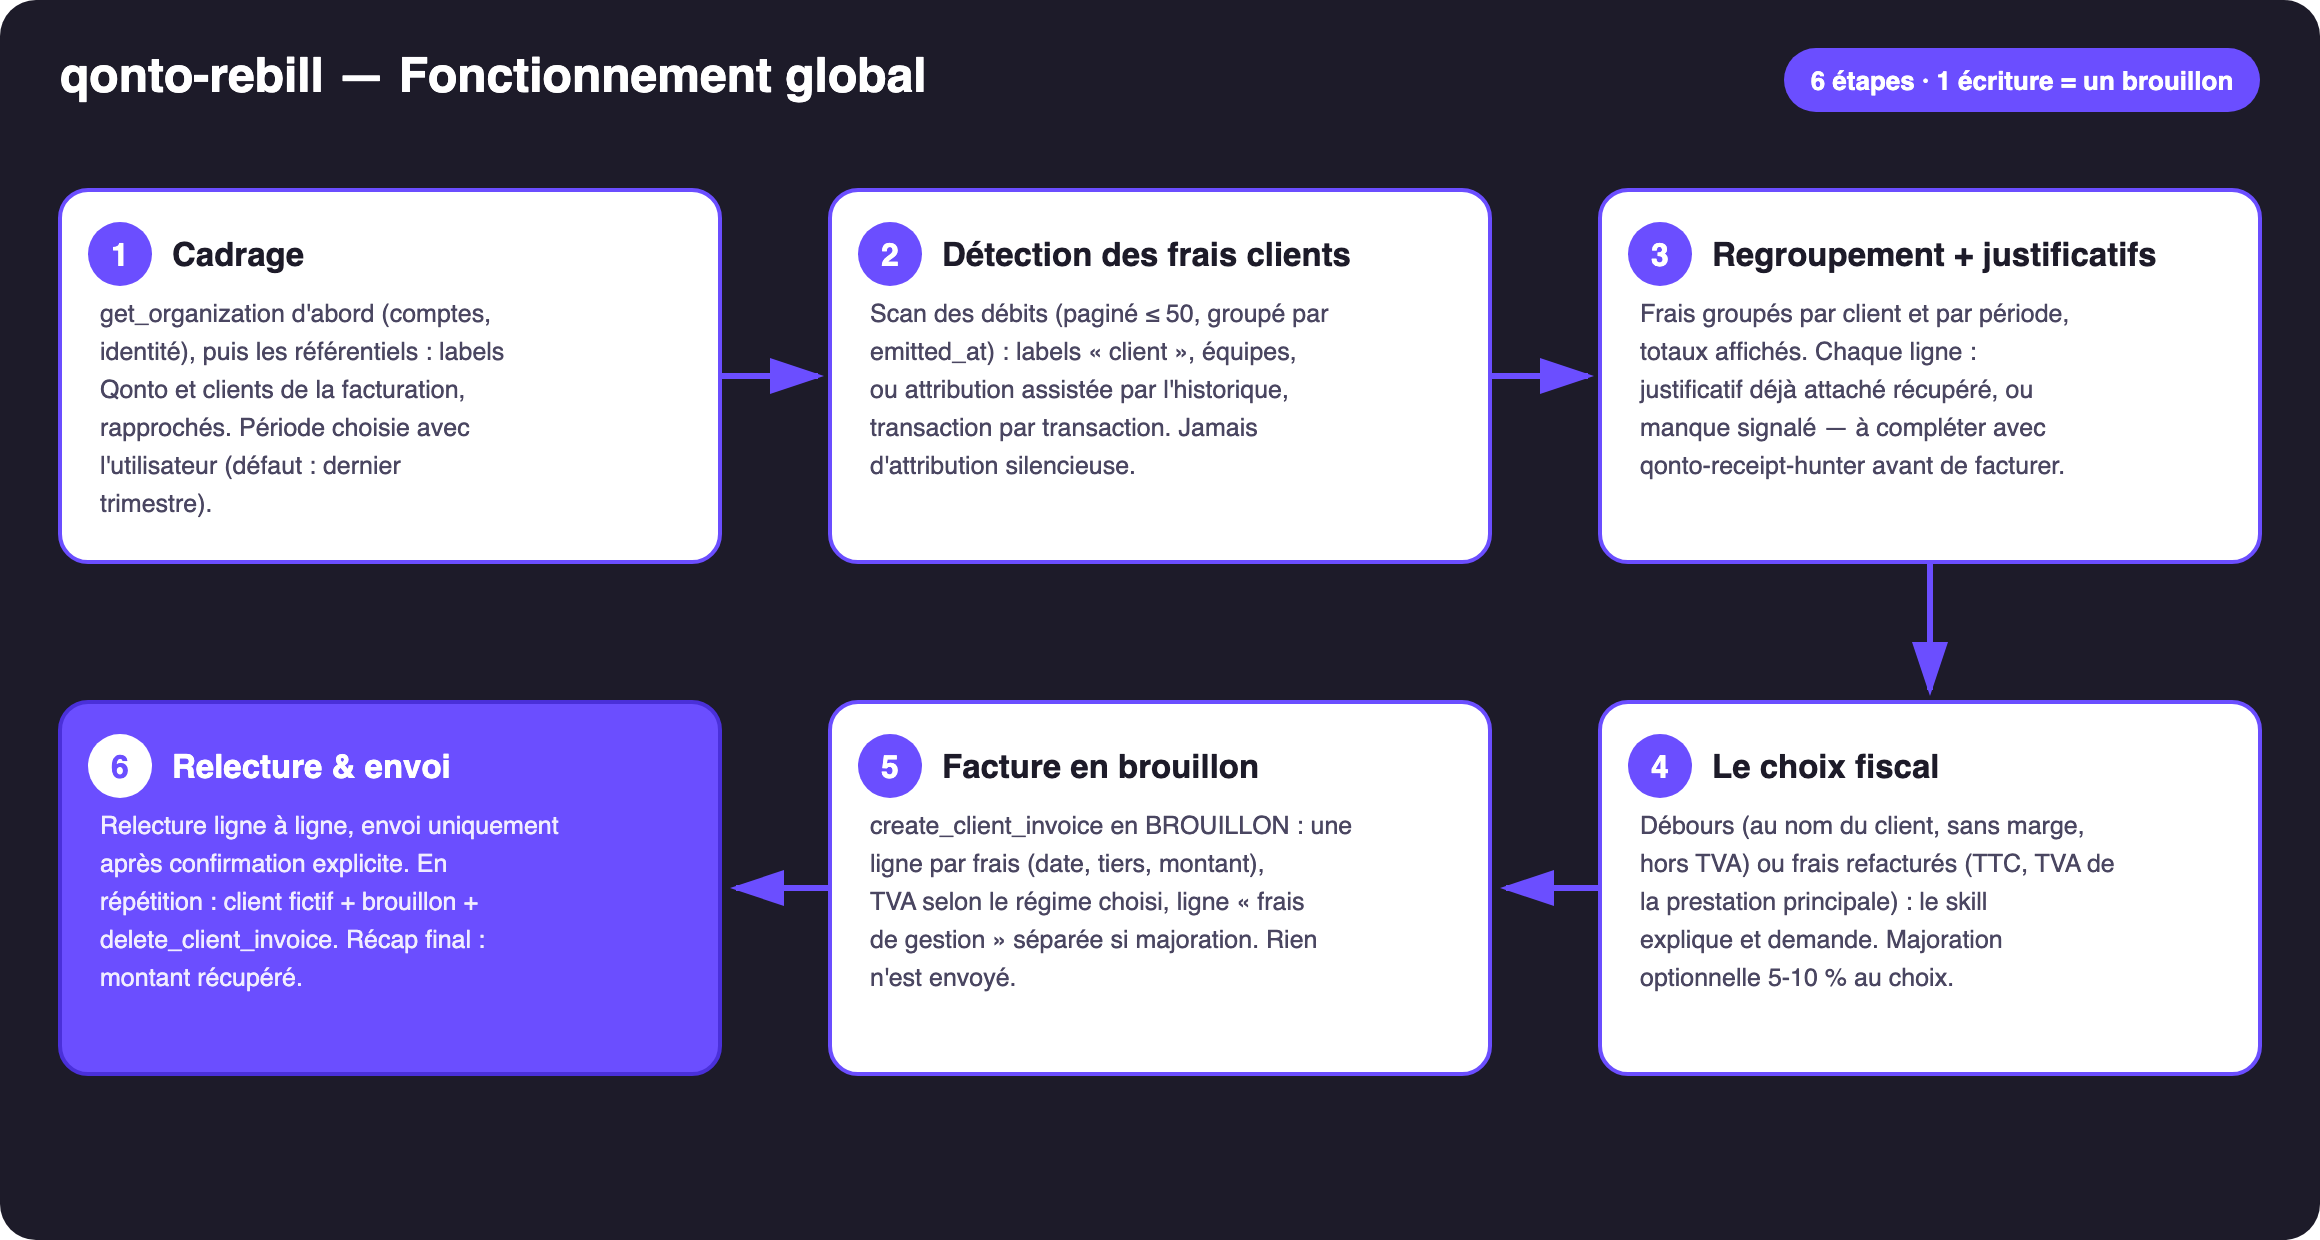 qonto-rebill — Fonctionnement global
6 étapes · 1 écriture = un brouillon
1 Cadrage
get_organization d'abord (comptes,
identité), puis les référentiels : labels
Qonto et clients de la facturation,
rapprochés. Période choisie avec
l'utilisateur (défaut : dernier
trimestre).
2 Détection des frais clients
Scan des débits (paginé ≤ 50, groupé par
emitted_at) : labels « client », équipes,
ou attribution assistée par l'historique,
transaction par transaction. Jamais
d'attribution silencieuse.
3 Regroupement + justificatifs
Frais groupés par client et par période,
totaux affichés. Chaque ligne :
justificatif déjà attaché récupéré, ou
manque signalé — à compléter avec
qonto-receipt-hunter avant de facturer.
4 Le choix fiscal
Débours (au nom du client, sans marge,
hors TVA) ou frais refacturés (TTC, TVA de
la prestation principale) : le skill
explique et demande. Majoration
optionnelle 5-10 % au choix.
5 Facture en brouillon
create_client_invoice en BROUILLON : une
ligne par frais (date, tiers, montant),
TVA selon le régime choisi, ligne « frais
de gestion » séparée si majoration. Rien
n'est envoyé.
6 Relecture & envoi
Relecture ligne à ligne, envoi uniquement
après confirmation explicite. En
répétition : client fictif + brouillon +
delete_client_invoice. Récap final :
montant récupéré.